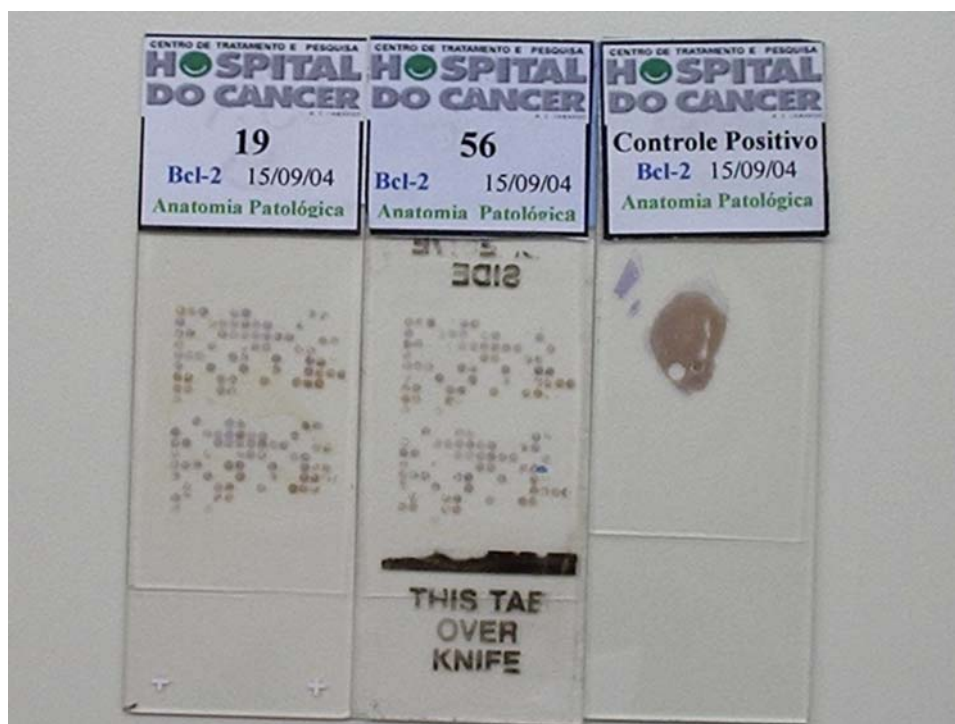 CENTRO DE TRATAMENTO E PESQUISA
HOSPITAL
DO CANCER
19
Bcl-2 15/09/04
Anatomia Patológica
CENTRO DE TRATAMENTO E PESQUISA
HOSPITAL
DO CANCER
56
Bcl-2 15/09/04
Anatomia Patológica
SIDE
THIS TAB
OVER
KNIFE
CENTRO DE TRATAMENTO E PESQUISA
HOSPITAL
DO CANCER
Controle Positivo
Bcl-2 15/09/04
Anatomia Patológica